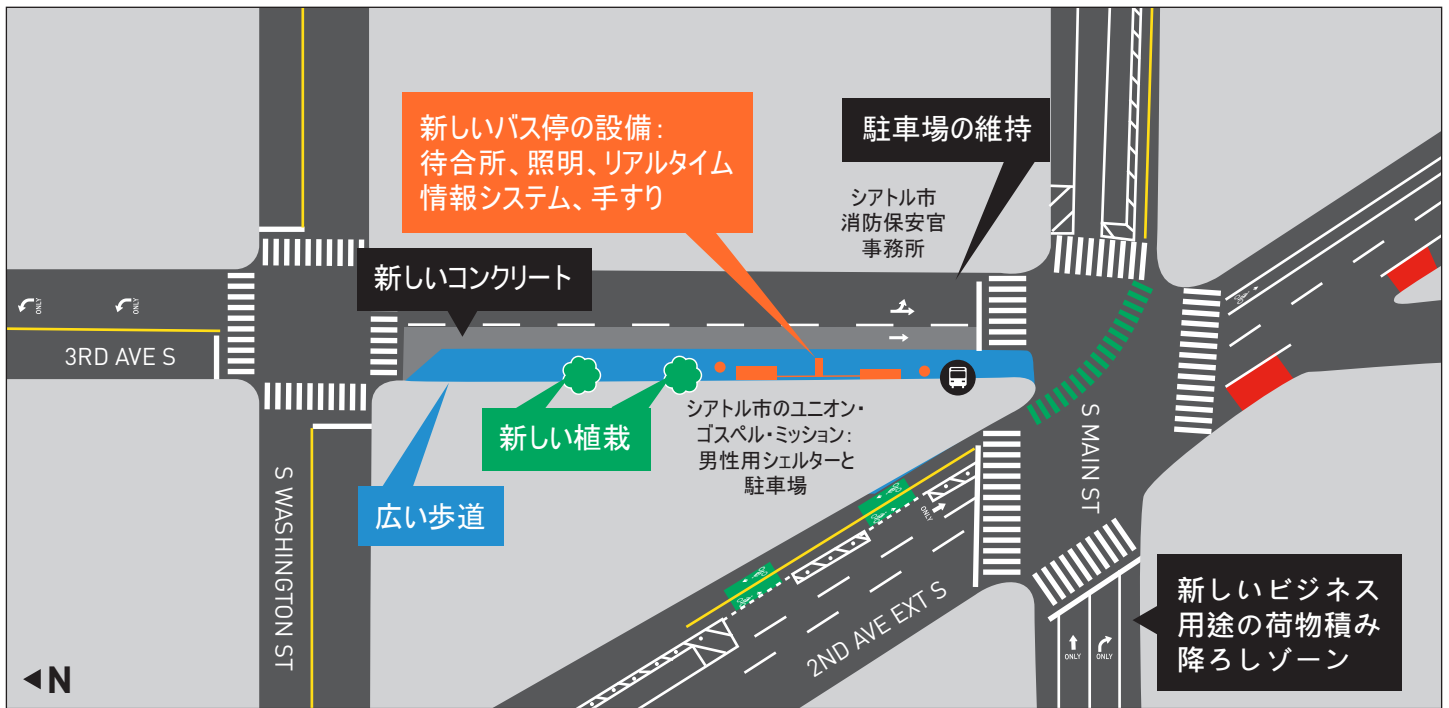 新しいバス停の設備：
待合所、照明、リアルタイム
情報システム、手すり
駐車場の維持
シアトル市
消防保安官
事務所
新しいコンクリート
ONLY
ONLY
3RD AVE S
新しい植栽
シアトル市のユニオン・
ゴスペル・ミッション：
男性用シェルターと
駐車場
広い歩道
S WASHINGTON ST
S MAIN ST
ONLY
2ND AVE EXT S
新しいビジネス
用途の荷物積み
降ろしゾーン
ONLY
ONLY
N